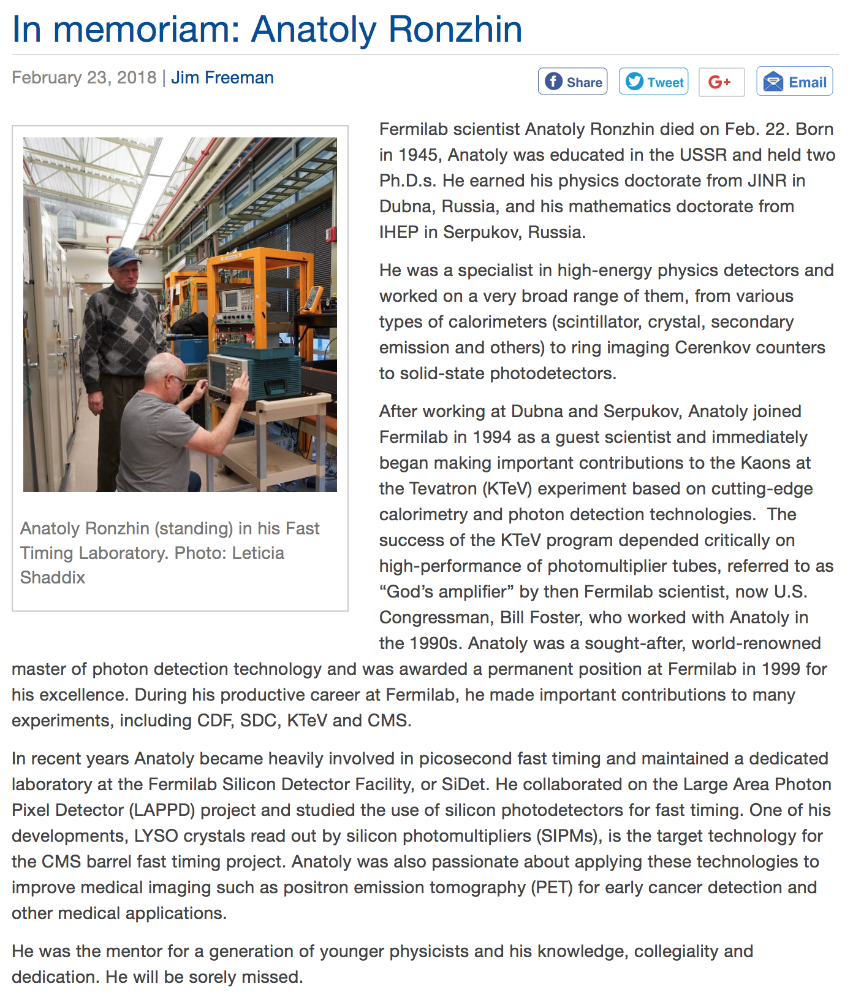 In memoriam: Anatoly Ronzhin
February 23, 2018 | Jim Freeman
Share
Tweet
G+
Email
Fermilab scientist Anatoly Ronzhin died on Feb. 22. Born
in 1945, Anatoly was educated in the USSR and held two
Ph.D.s. He earned his physics doctorate from JINR in
Dubna, Russia, and his mathematics doctorate from
IHEP in Serpukov, Russia.
He was a specialist in high-energy physics detectors and
worked on a very broad range of them, from various
types of calorimeters (scintillator, crystal, secondary
emission and others) to ring imaging Cerenkov counters
to solid-state photodetectors.
After working at Dubna and Serpukov, Anatoly joined
Fermilab in 1994 as a guest scientist and immediately
began making important contributions to the Kaons at
the Tevatron (KTeV) experiment based on cutting-edge
calorimetry and photon detection technologies.  The
success of the KTeV program depended critically on
high-performance of photomultiplier tubes, referred to as
“God’s amplifier” by then Fermilab scientist, now U.S.
Congressman, Bill Foster, who worked with Anatoly in
the 1990s. Anatoly was a sought-after, world-renowned
master of photon detection technology and was awarded a permanent position at Fermilab in 1999 for
his excellence. During his productive career at Fermilab, he made important contributions to many
experiments, including CDF, SDC, KTeV and CMS.
Anatoly Ronzhin (standing) in his Fast
Timing Laboratory. Photo: Leticia
Shaddix
In recent years Anatoly became heavily involved in picosecond fast timing and maintained a dedicated
laboratory at the Fermilab Silicon Detector Facility, or SiDet. He collaborated on the Large Area Photon
Pixel Detector (LAPPD) project and studied the use of silicon photodetectors for fast timing. One of his
developments, LYSO crystals read out by silicon photomultipliers (SIPMs), is the target technology for
the CMS barrel fast timing project. Anatoly was also passionate about applying these technologies to
improve medical imaging such as positron emission tomography (PET) for early cancer detection and
other medical applications.
He was the mentor for a generation of younger physicists and his knowledge, collegiality and
dedication. He will be sorely missed.